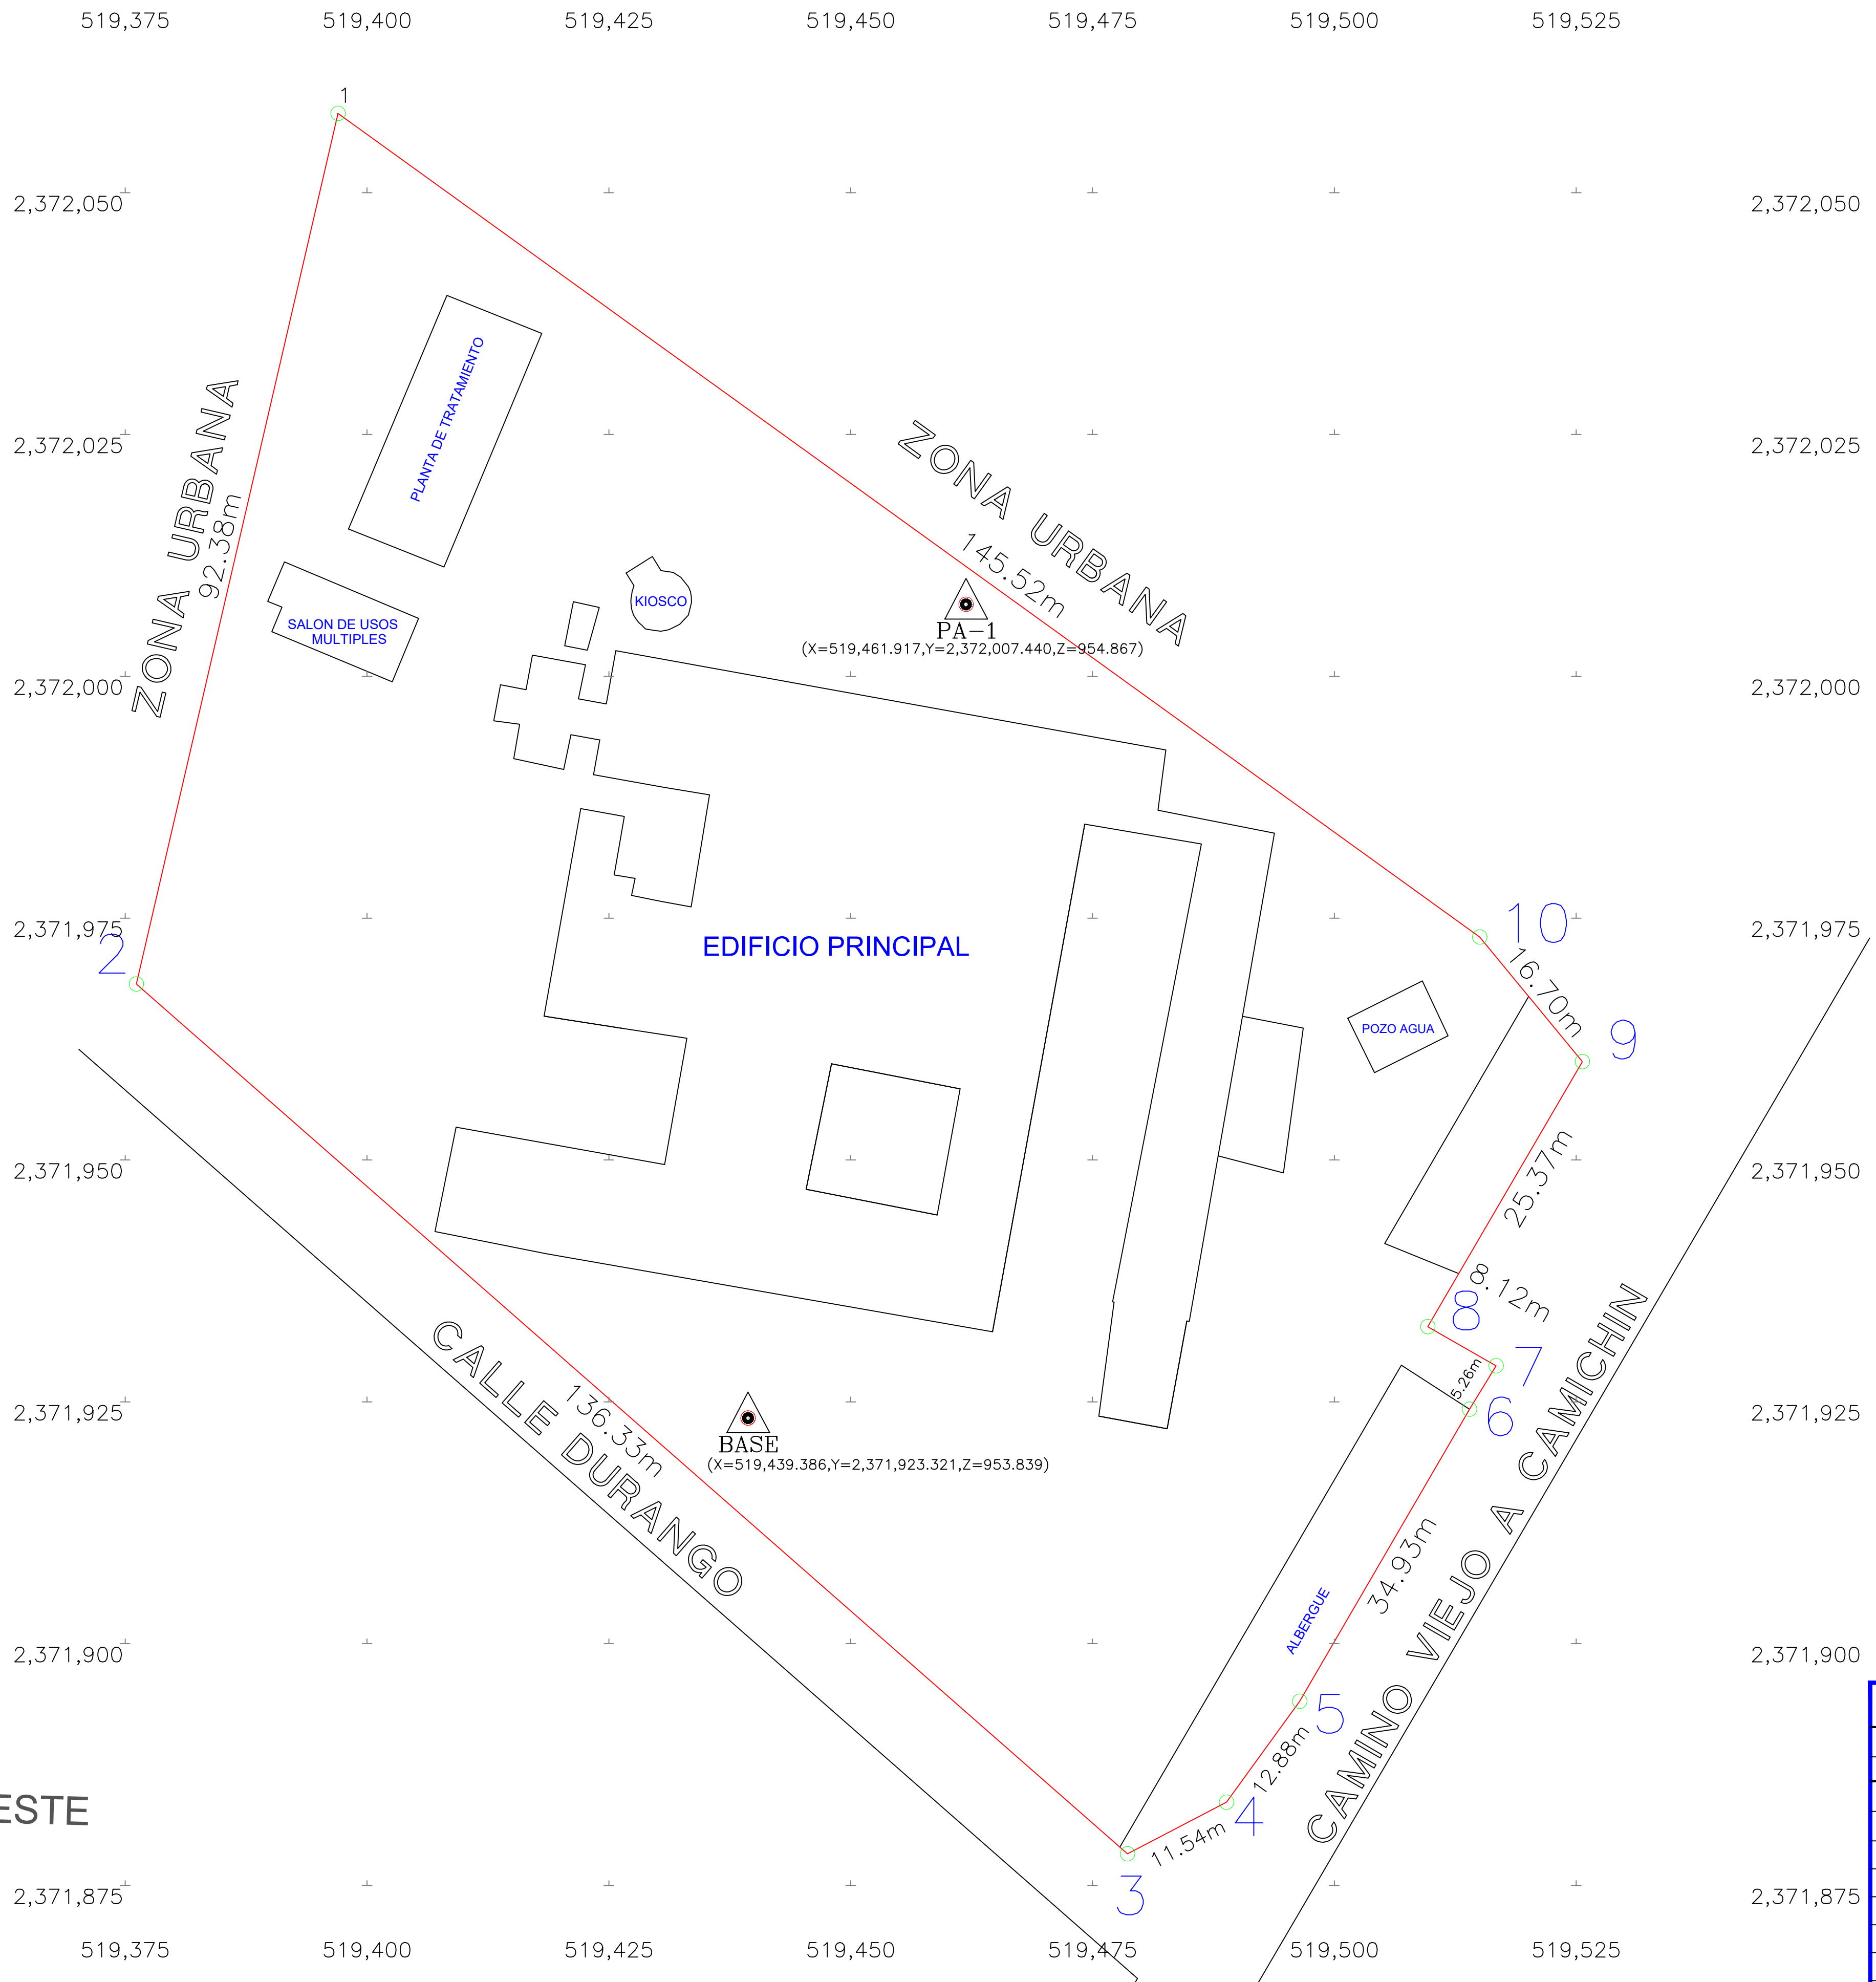 519,375 519,400 519,425 519,450 519,475 519,500 519,525
1
2,372,050 2,372,050
PLANTA DE TRATAMIENTO
ZONA URBANA
92.38m
2,372,025 2,372,025
ZONA URBANA
145.52m
KIOSCO
SALON DE USOS
MULTIPLES
PA-1
(X=519,461.917,Y=2,372,007.440,Z=954.867)
2,372,000 2,372,000
10
2,371,975 2,371,975
2
EDIFICIO PRINCIPAL
16.70m
POZO AGUA
9
2,371,950 2,371,950
25.37m
8.12m
8
7
5.26m
6
CALLE DURANGO
136.33m
2,371,925 2,371,925
BASE
(X=519,439.386,Y=2,371,923.321,Z=953.839)
34.93m
CAMINO VIEJO A CAMICHIN
ALBERGUE
2,371,900 2,371,900
5
12.88m
4
11.54m
ESTE
3
2,371,875 2,371,875
519,375 519,400 519,425 519,450 519,475 519,500 519,525